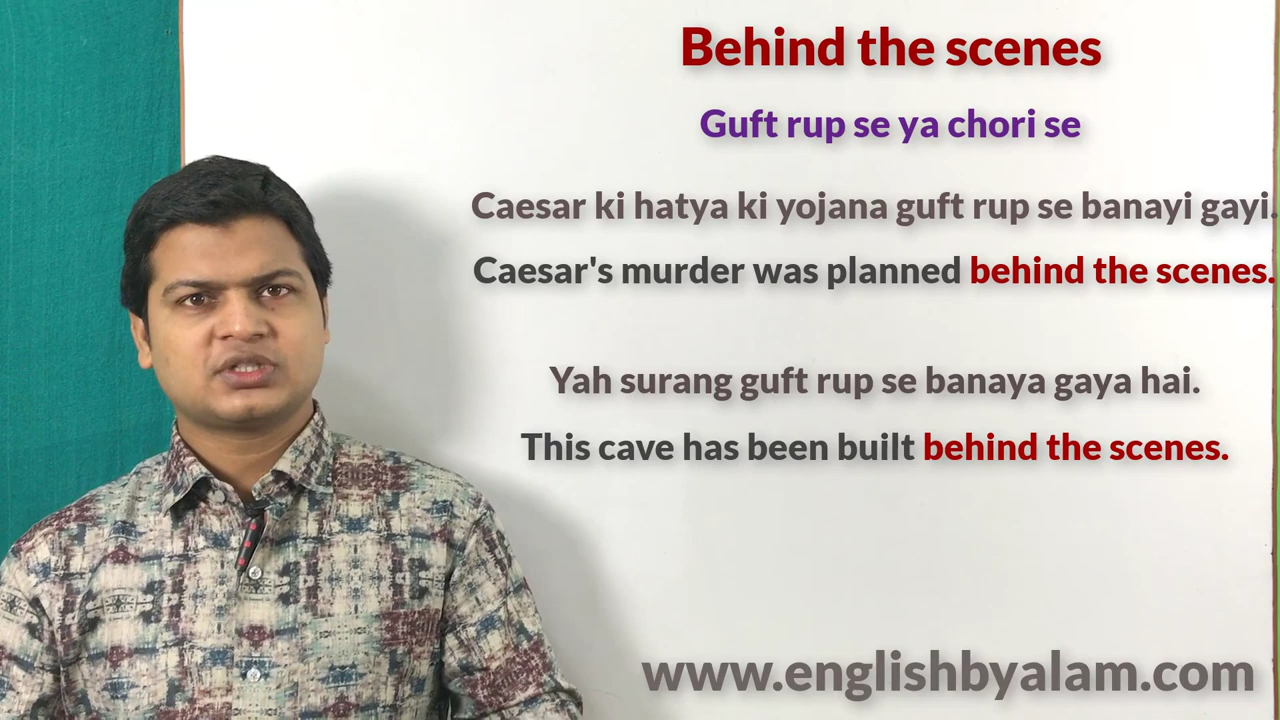 Behind the scenes
Guft rup se ya chori se
Caesar ki hatya ki yojana guft rup se banayi gayi.
Caesar's murder was planned behind the scenes.
Yah surang guft rup se banaya gaya hai.
This cave has been built behind the scenes.
www.englishbyalam.com